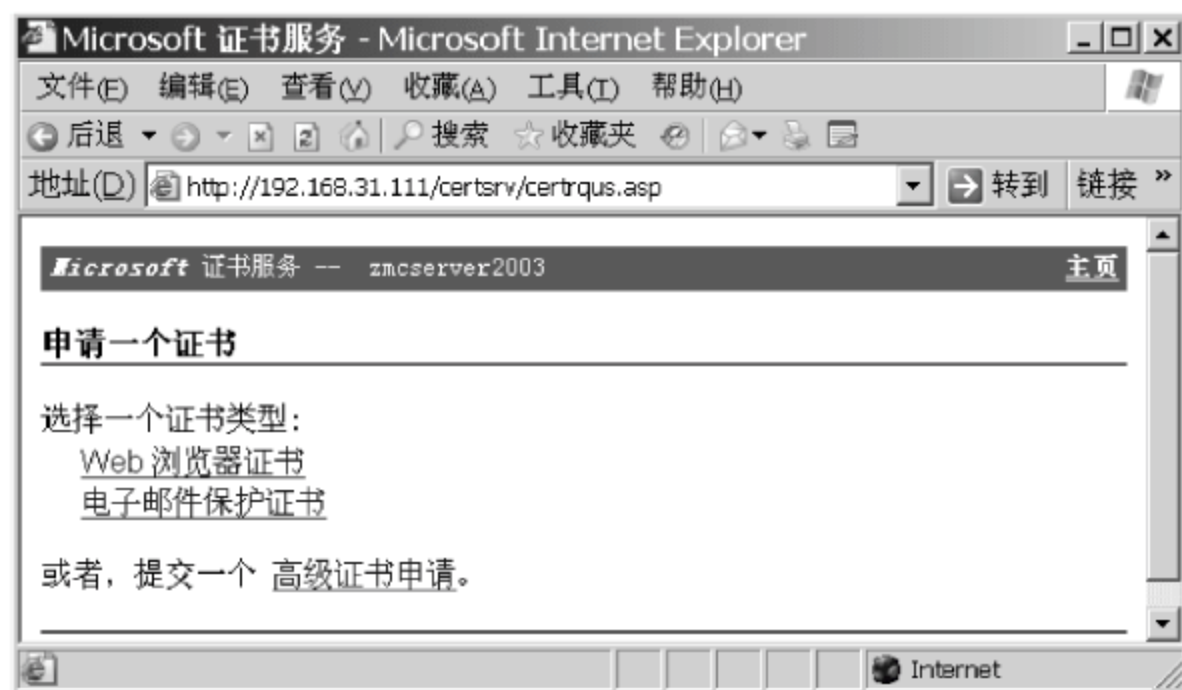 Microsoft 证书服务 - Microsoft Internet Explorer
文件(F) 编辑(E) 查看(V) 收藏(A) 工具(T) 帮助(H)
后退 搜索 收藏夹
地址(D) http://192.168.31.111/certsrv/certrqus.asp 转到 链接 »
Microsoft 证书服务 -- zmcserver2003 主页
申请一个证书
选择一个证书类型:
Web 浏览器证书
电子邮件保护证书
或者，提交一个 高级证书申请。
Internet